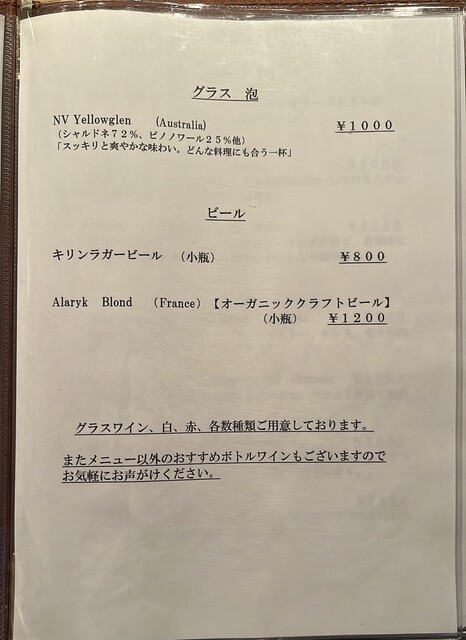 グラス 泡
NV Yellowglen (Australia) ¥1000
（シャルドネ72％、ピノノワール25％他）
「スッキリと爽やかな味わい。どんな料理にも合う一杯」
ビール
キリンラガービール （小瓶） ¥800
Alaryk Blond （France）【オーガニッククラフトビール】
（小瓶） ¥1200
グラスワイン、白、赤、各数種類ご用意しております。
またメニュー以外のおすすめボトルワインもございますので
お気軽にお声がけください。